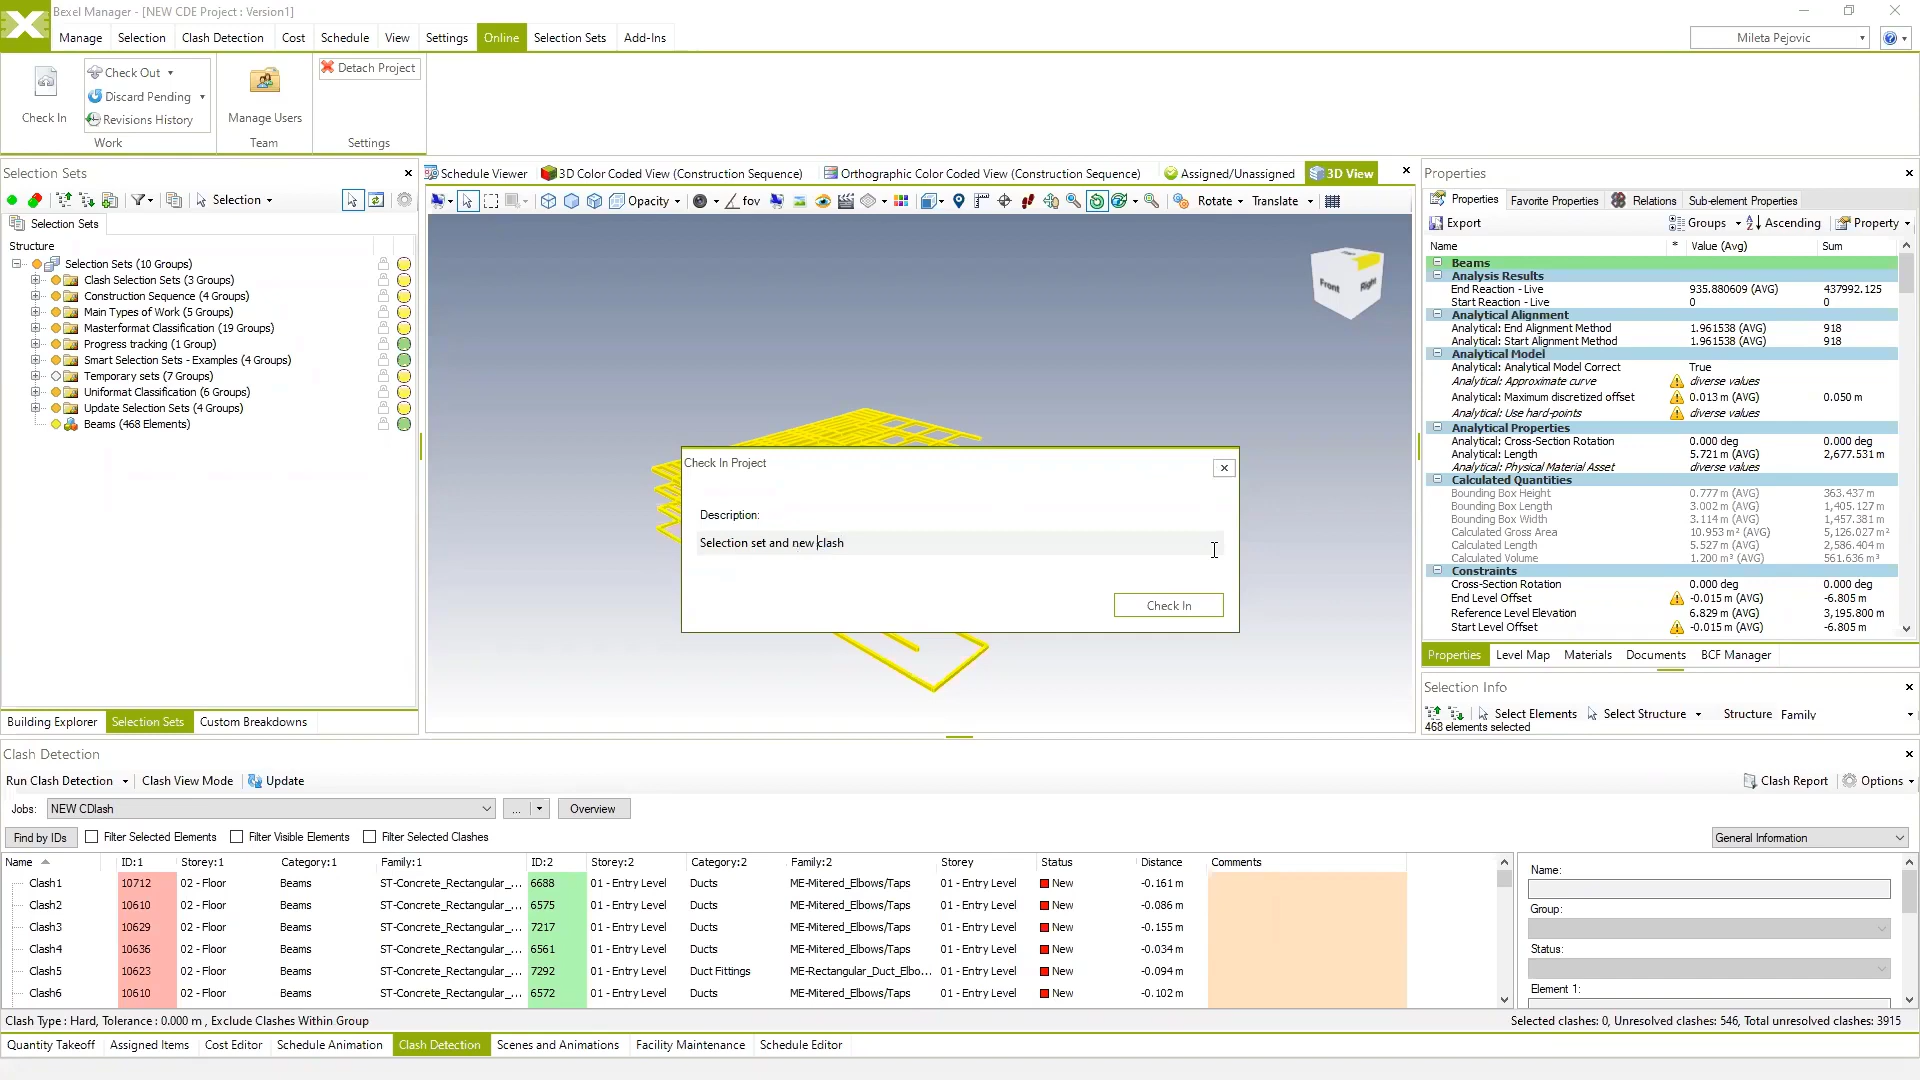 Bexel Manager - [NEW CDE Project : Version1]
Manage Selection Clash Detection Cost Schedule View Settings Online Selection Sets Add-Ins
Mileta Pejovic
Check In
Check Out
Discard Pending
Revisions History
Work
Manage Users
Team
Detach Project
Settings
Selection Sets
Selection
Selection Sets
Structure
Selection Sets (10 Groups)
Clash Selection Sets (3 Groups)
Construction Sequence (4 Groups)
Main Types of Work (5 Groups)
Masterformat Classification (19 Groups)
Progress tracking (1 Group)
Smart Selection Sets - Examples (4 Groups)
Temporary sets (7 Groups)
Uniformat Classification (6 Groups)
Update Selection Sets (4 Groups)
Beams (468 Elements)
Building Explorer Selection Sets Custom Breakdowns
Schedule Viewer 3D Color Coded View (Construction Sequence) Orthographic Color Coded View (Construction Sequence) Assigned/Unassigned 3D View
Opacity fov Rotate Translate
Front Right
Check In Project
Description:
Selection set and new clash
Check In
Properties
Properties Favorite Properties Relations Sub-element Properties
Export Groups Ascending Property
Name * Value (Avg) Sum
Beams
Analysis Results
End Reaction - Live 935.880609 (AVG) 437992.125
Start Reaction - Live 0 0
Analytical Alignment
Analytical: End Alignment Method 1.961538 (AVG) 918
Analytical: Start Alignment Method 1.961538 (AVG) 918
Analytical Model
Analytical: Analytical Model Correct True
Analytical: Approximate curve diverse values
Analytical: Maximum discretized offset 0.013 m (AVG) 0.050 m
Analytical: Use hard-points diverse values
Analytical Properties
Analytical: Cross-Section Rotation 0.000 deg 0.000 deg
Analytical: Length 5.721 m (AVG) 2,677.531 m
Analytical: Physical Material Asset diverse values
Calculated Quantities
Bounding Box Height 0.777 m (AVG) 363.437 m
Bounding Box Length 3.002 m (AVG) 1,405.127 m
Bounding Box Width 3.114 m (AVG) 1,457.381 m
Calculated Gross Area 10.953 m² (AVG) 5,126.027 m²
Calculated Length 5.527 m (AVG) 2,586.404 m
Calculated Volume 1.200 m³ (AVG) 561.636 m³
Constraints
Cross-Section Rotation 0.000 deg 0.000 deg
End Level Offset -0.015 m (AVG) -6.805 m
Reference Level Elevation 6.829 m (AVG) 3,195.800 m
Start Level Offset -0.015 m (AVG) -6.805 m
Properties Level Map Materials Documents BCF Manager
Selection Info
Select Elements Select Structure Structure Family
468 elements selected
Clash Detection
Run Clash Detection Clash View Mode Update Clash Report Options
Jobs: NEW CDlash ... Overview
Find by IDs Filter Selected Elements Filter Visible Elements Filter Selected Clashes General Information
Name ID:1 Storey:1 Category:1 Family:1 ID:2 Storey:2 Category:2 Family:2 Storey Status Distance Comments
Clash1 10712 02 - Floor Beams ST-Concrete_Rectangular_... 6688 01 - Entry Level Ducts ME-Mitered_Elbows/Taps 01 - Entry Level New -0.161 m
Clash2 10610 02 - Floor Beams ST-Concrete_Rectangular_... 6575 01 - Entry Level Ducts ME-Mitered_Elbows/Taps 01 - Entry Level New -0.086 m
Clash3 10629 02 - Floor Beams ST-Concrete_Rectangular_... 7217 01 - Entry Level Ducts ME-Mitered_Elbows/Taps 01 - Entry Level New -0.155 m
Clash4 10636 02 - Floor Beams ST-Concrete_Rectangular_... 6561 01 - Entry Level Ducts ME-Mitered_Elbows/Taps 01 - Entry Level New -0.034 m
Clash5 10623 02 - Floor Beams ST-Concrete_Rectangular_... 7292 01 - Entry Level Duct Fittings ME-Rectangular_Duct_Elbo... 01 - Entry Level New -0.094 m
Clash6 10610 02 - Floor Beams ST-Concrete_Rectangular_... 6572 01 - Entry Level Ducts ME-Mitered_Elbows/Taps 01 - Entry Level New -0.102 m
Name:
Group:
Status:
Element 1:
Clash Type : Hard, Tolerance : 0.000 m , Exclude Clashes Within Group
Selected clashes: 0, Unresolved clashes: 546, Total unresolved clashes: 3915
Quantity Takeoff Assigned Items Cost Editor Schedule Animation Clash Detection Scenes and Animations Facility Maintenance Schedule Editor